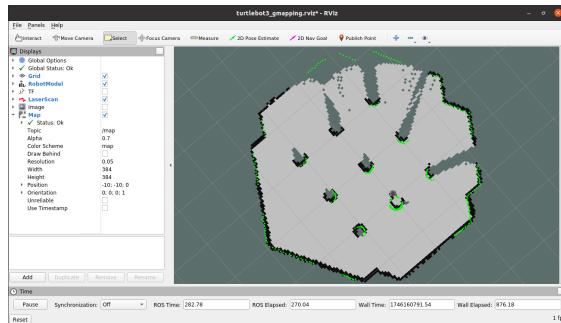 turtlebot3_gmapping.rviz* - RViz
File Panels Help
Interact Move Camera Select Focus Camera Measure 2D Pose Estimate 2D Nav Goal Publish Point
Displays
Global Options
Global Status: Ok
Grid
RobotModel
TF
LaserScan
Image
Map
Status: Ok
Topic /map
Alpha 0.7
Color Scheme map
Draw Behind
Resolution 0.05
Width 384
Height 384
Position -10; -10; 0
Orientation 0; 0; 0; 1
Unreliable
Use Timestamp
Add Duplicate Remove Rename
Time
Pause Synchronization: Off ROS Time: 282.78 ROS Elapsed: 270.04 Wall Time: 1746160791.54 Wall Elapsed: 876.18
Reset 1 fp